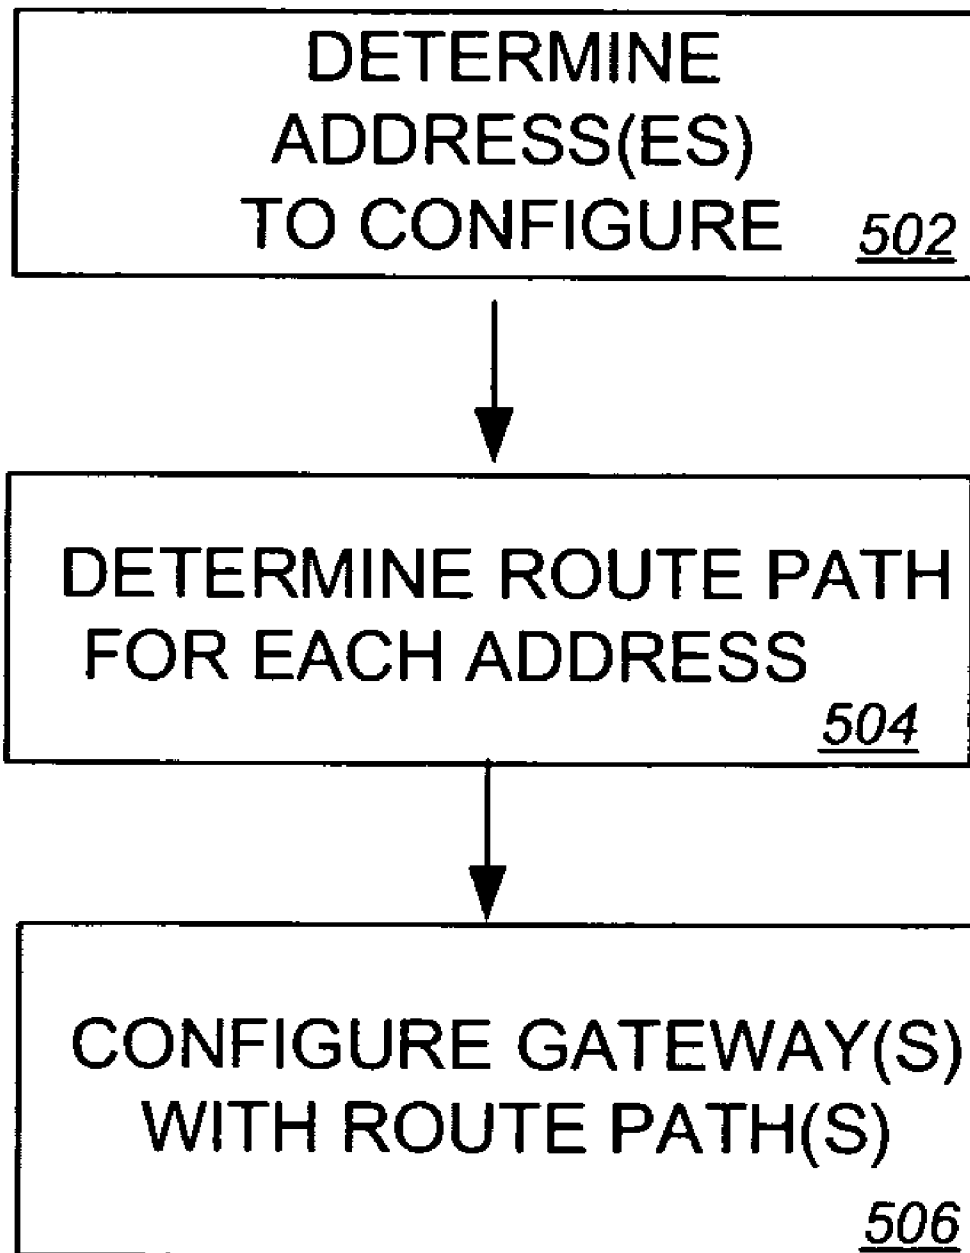 DETERMINE
ADDRESS(ES)
TO CONFIGURE
502
DETERMINE ROUTE PATH
FOR EACH ADDRESS
504
CONFIGURE GATEWAY(S)
WITH ROUTE PATH(S)
506